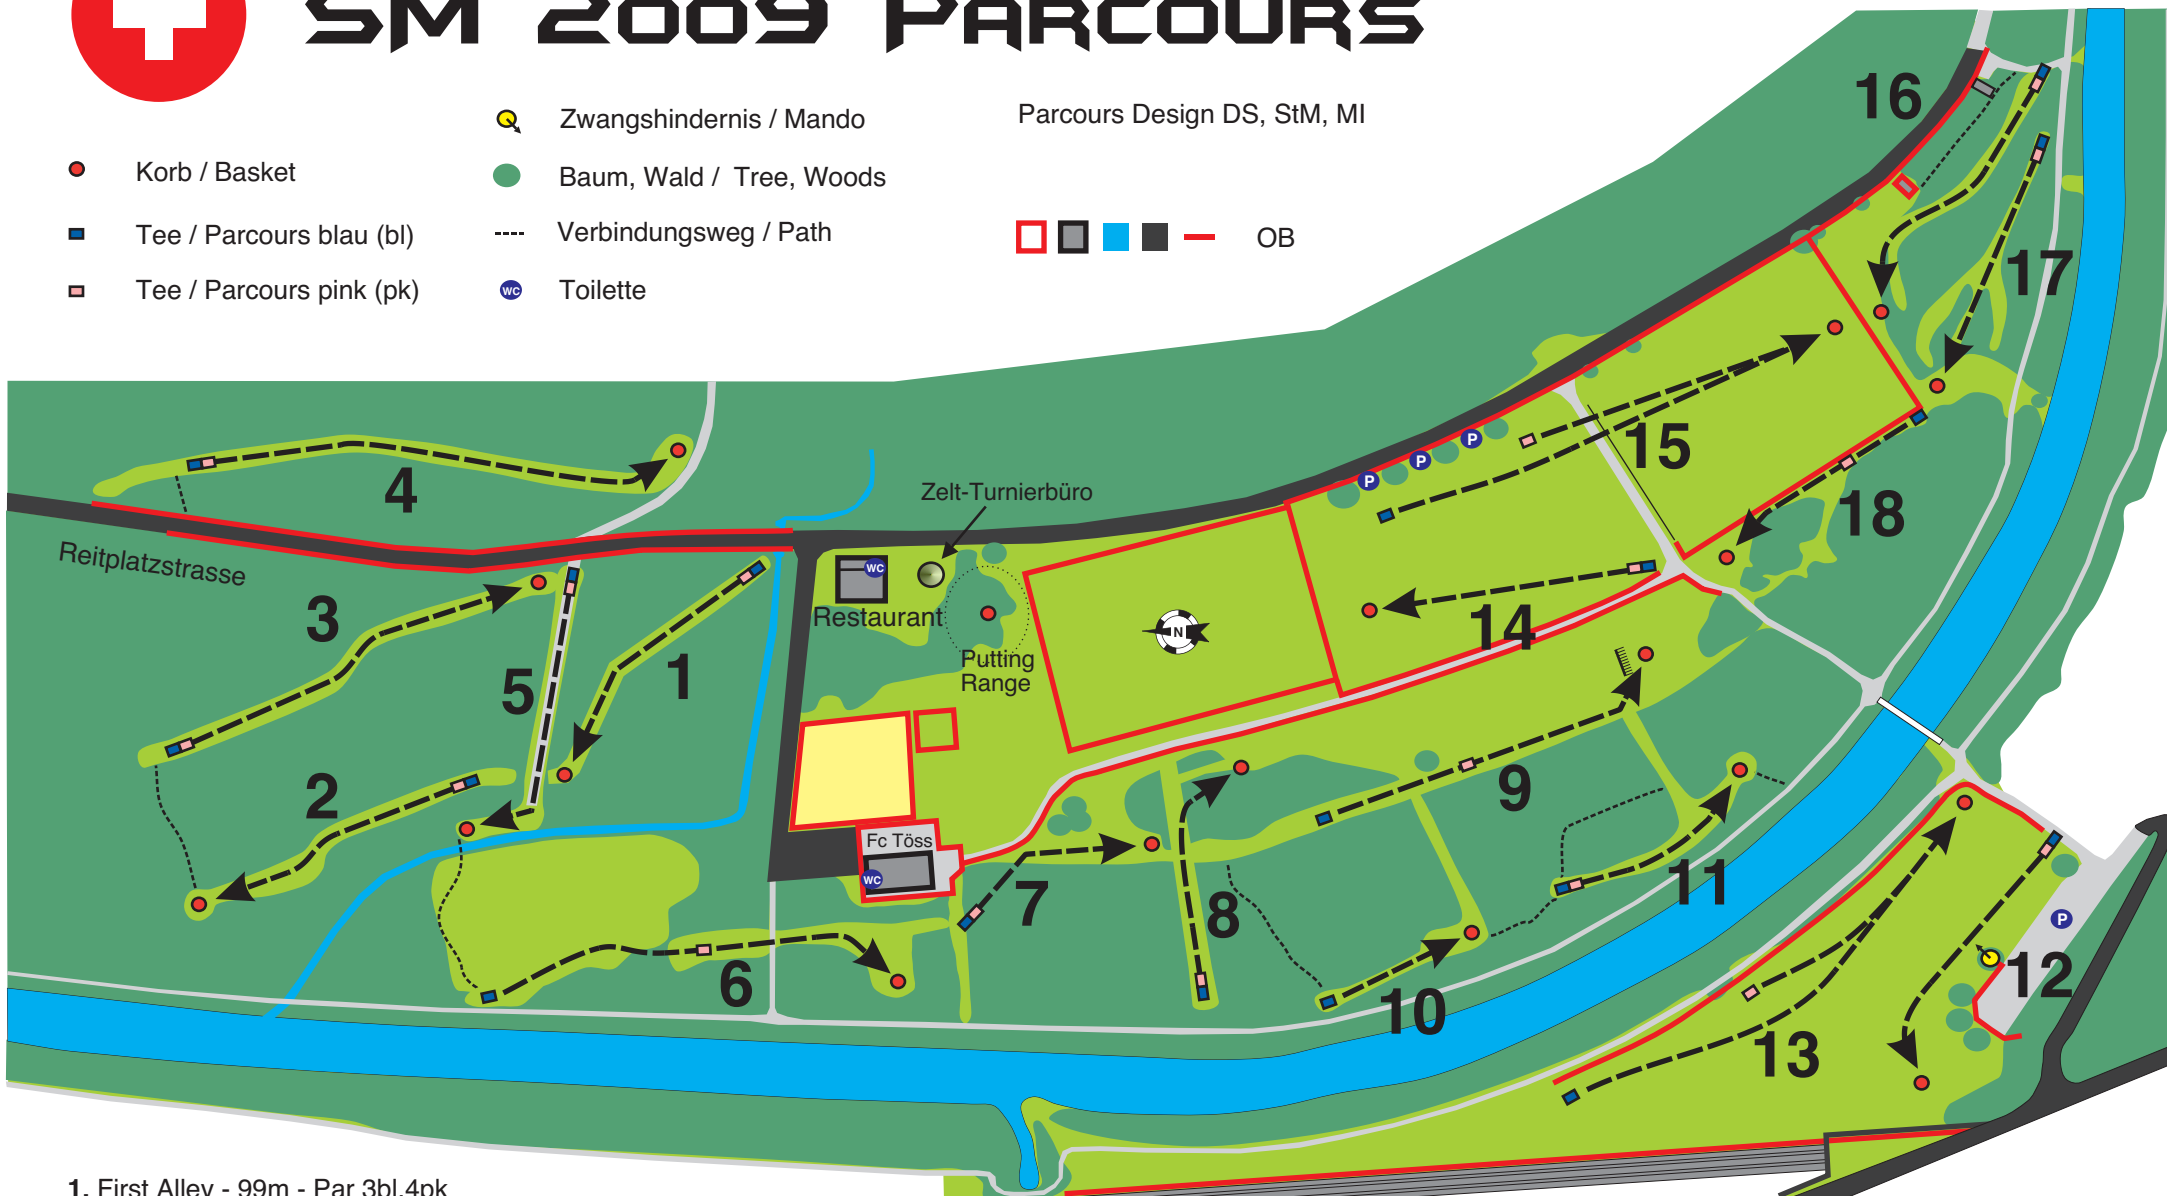 SM 2009 PARCOURS
Zwangshindernis / Mando
Parcours Design DS, StM, MI
Korb / Basket
Baum, Wald / Tree, Woods
Tee / Parcours blau (bl)
Verbindungsweg / Path
OB
Tee / Parcours pink (pk)
WC
Toilette
16
17
4
Zelt-Turnierbüro
P
P
P
15
18
Reitplatzstrasse
WC
Restaurant
3
5
1
Putting
Range
N
14
2
9
Fc Töss
WC
7
8
11
6
10
P
12
13
1. First Alley - 99m - Par 3bl,4pk